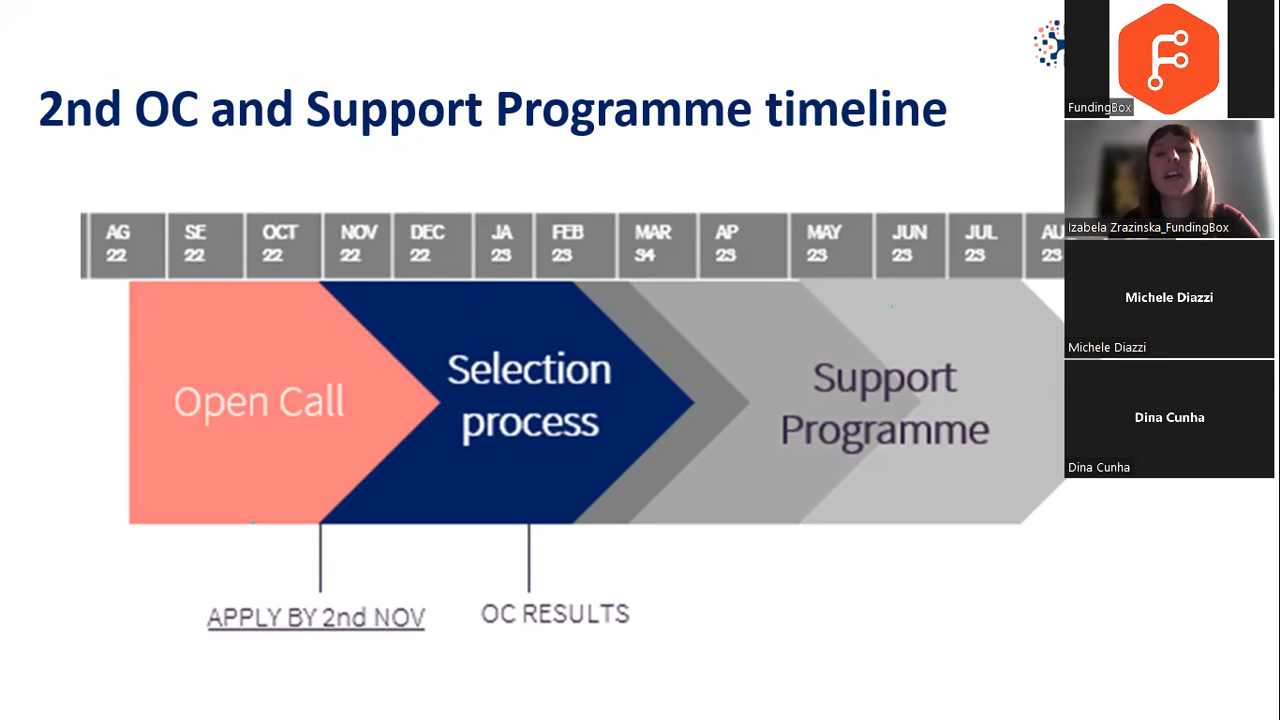 2nd OC and Support Programme timeline
AG SE OCT NOV DEC JA FEB MAR AP MAY JUN JUL AU
22 22 22 22 22 23 23 34 23 23 23 23 23
Open Call
Selection
process
Support
Programme
APPLY BY 2nd NOV
OC RESULTS
FundingBox
Izabela Zrazinska_FundingBox
Michele Diazzi
Michele Diazzi
Dina Cunha
Dina Cunha